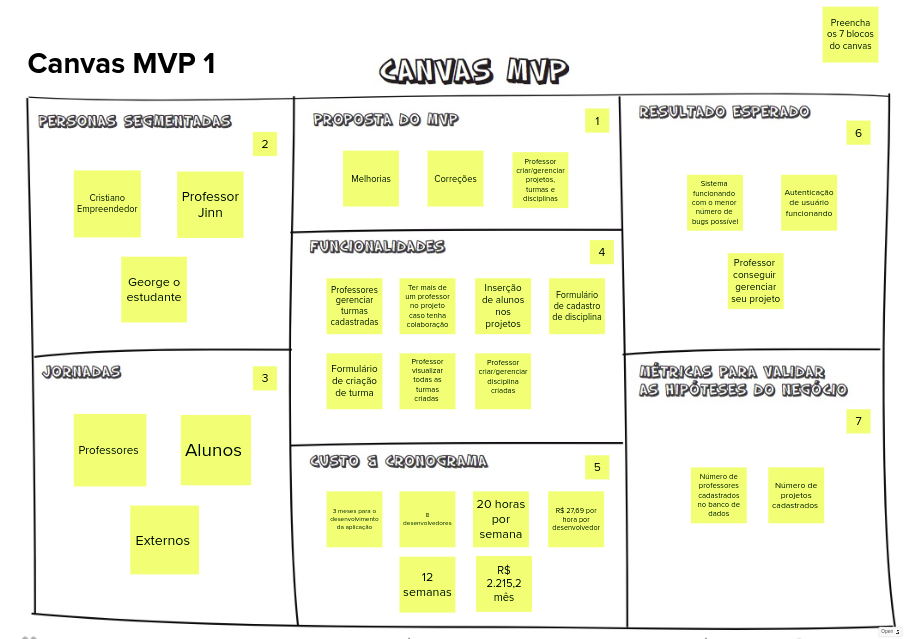 Preencha
os 7 blocos
do canvas
Canvas MVP 1
CANVAS MVP
PERSONAS SEGMENTADAS
2
Cristiano
Empreendedor
Professor
Jinn
George o
estudante
PROPOSTA DO MVP
1
Melhorias
Correções
Professor
criar/gerenciar
projetos,
turmas e
disciplinas
RESULTADO ESPERADO
6
Sistema
funcionando
com o menor
número de
bugs possível
Autenticação
de usuário
funcionando
Professor
conseguir
gerenciar
seu projeto
FUNCIONALIDADES
4
Professores
gerenciar
turmas
cadastradas
Ter mais de
um professor
no projeto
caso tenha
colaboração
Inserção
de alunos
nos
projetos
Formulário
de cadastro
de disciplina
Formulário
de criação
de turma
Professor
visualizar
todas as
turmas
criadas
Professor
criar/gerenciar
disciplina
criadas
JORNADAS
3
Professores
Alunos
Externos
CUSTO & CRONOGRAMA
5
3 meses para o
desenvolvimento
da aplicação
8
desenvolvedores
20 horas
por
semana
R$ 27,69 por
hora por
desenvolvedor
12
semanas
R$
2.215,2
mês
MÉTRICAS PARA VALIDAR
AS HIPÓTESES DO NEGÓCIO
7
Número de
professores
cadastrados
no banco de
dados
Número de
projetos
cadastrados
Open